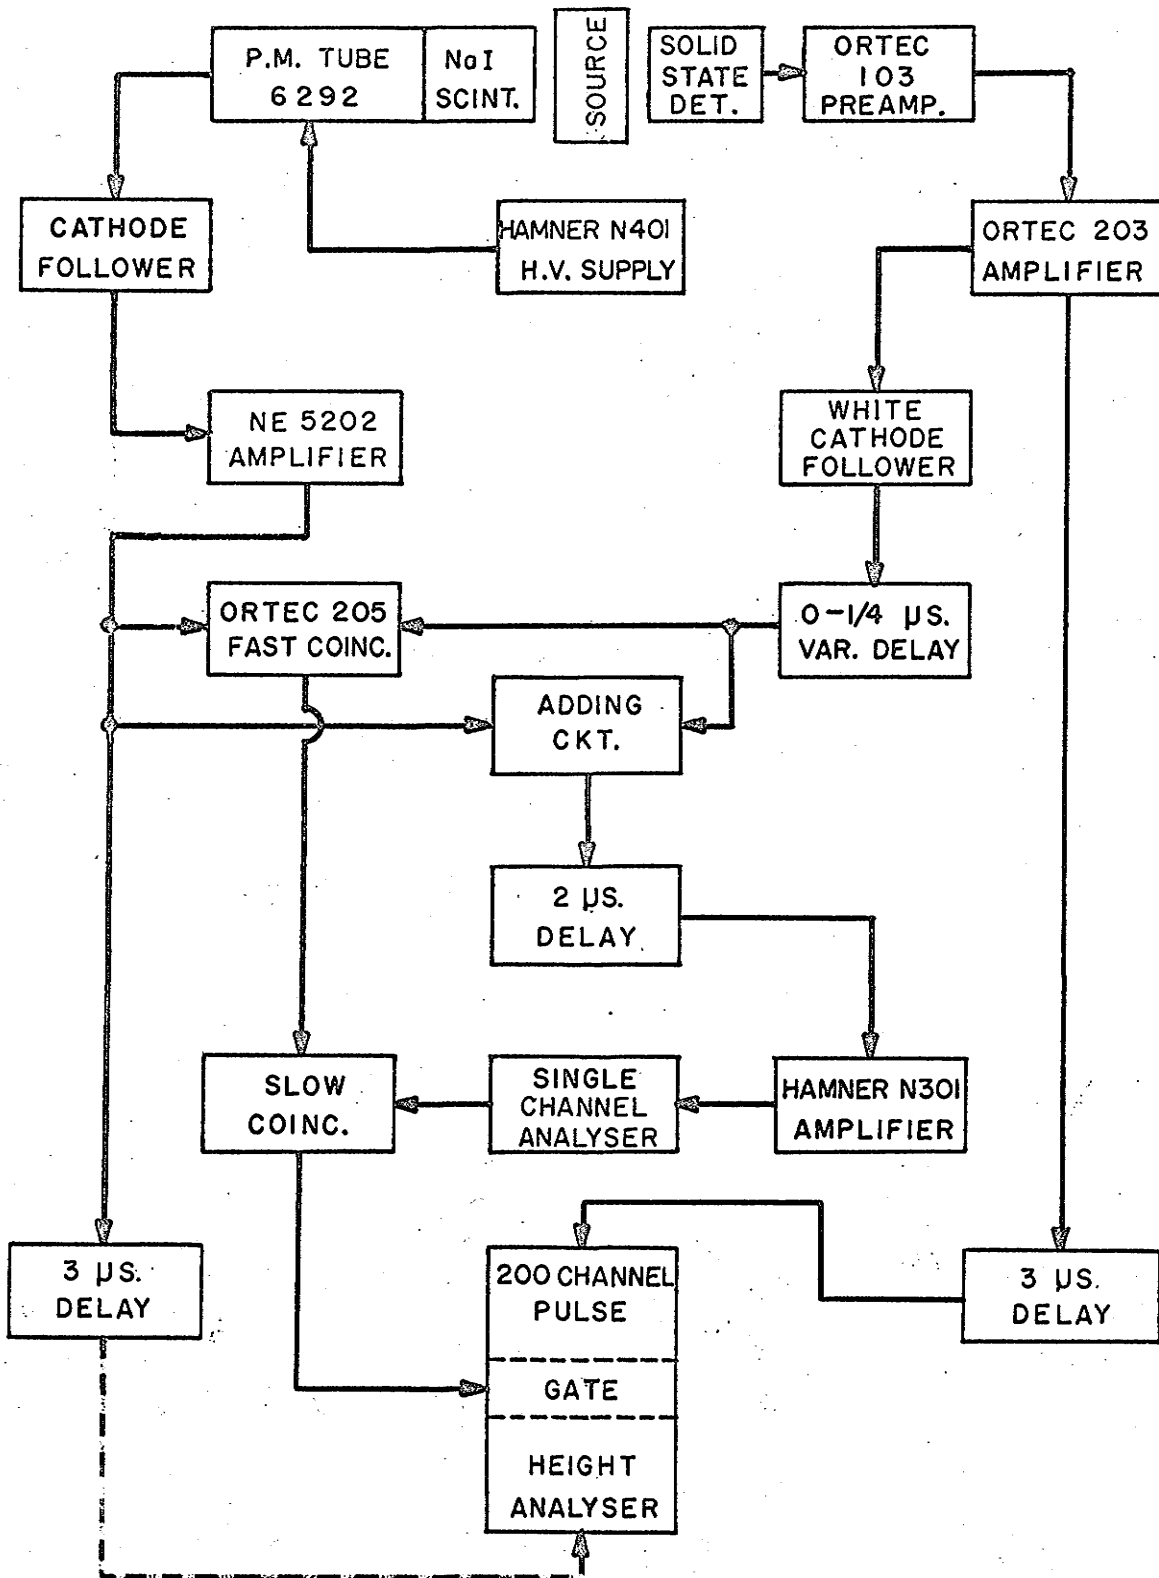 P.M. TUBE
6292
NaI
SCINT.
SOURCE
SOLID
STATE
DET.
ORTEC
103
PREAMP.
CATHODE
FOLLOWER
HAMNER N401
H.V. SUPPLY
ORTEC 203
AMPLIFIER
NE 5202
AMPLIFIER
WHITE
CATHODE
FOLLOWER
ORTEC 205
FAST COINC.
0-1/4 µS.
VAR. DELAY
ADDING
CKT.
2 µS.
DELAY
SLOW
COINC.
SINGLE
CHANNEL
ANALYSER
HAMNER N301
AMPLIFIER
3 µS.
DELAY
200 CHANNEL
PULSE
GATE
HEIGHT
ANALYSER
3 µS.
DELAY